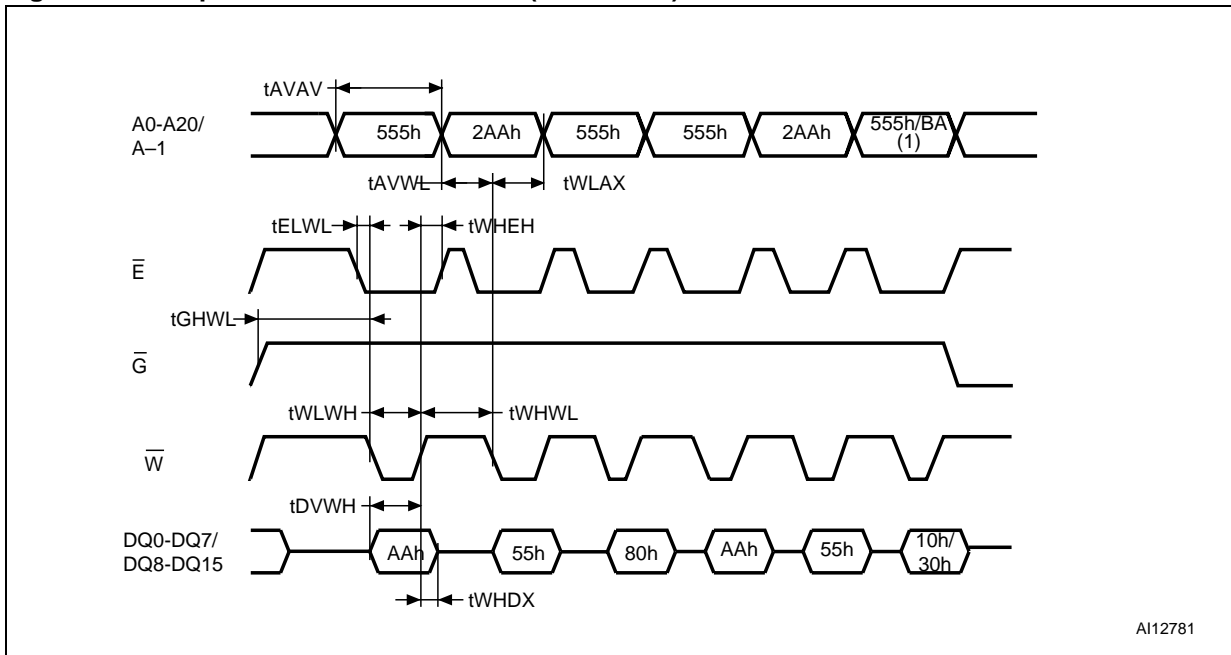 tAVAV
A0-A20/
A–1
555h
2AAh
555h
555h
2AAh
555h/BA
(1)
tAVWL
tWLAX
tELWL
tWHEH
E
tGHWL
G
tWLWH
tWHWL
W
tDVWH
DQ0-DQ7/
DQ8-DQ15
AAh
55h
80h
AAh
55h
10h/
30h
tWHDX
AI12781